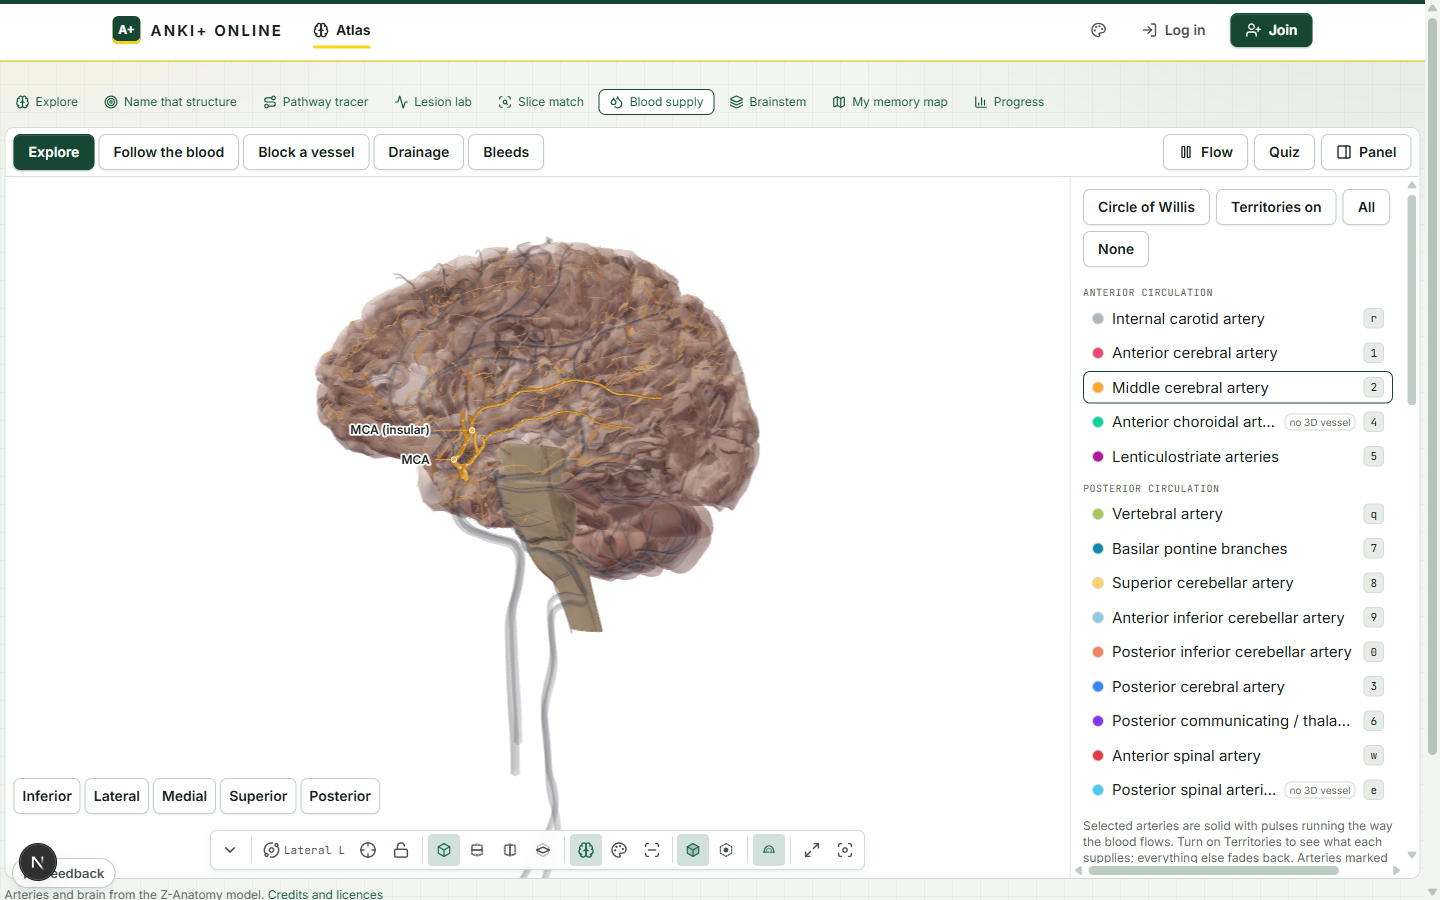 A+ ANKI+ ONLINE Atlas Log in Join
Explore Name that structure Pathway tracer Lesion lab Slice match Blood supply Brainstem My memory map Progress
Explore Follow the blood Block a vessel Drainage Bleeds Flow Quiz Panel
Circle of Willis Territories on All
None
ANTERIOR CIRCULATION
Internal carotid artery r
Anterior cerebral artery 1
Middle cerebral artery 2
Anterior choroidal art... no 3D vessel 4
Lenticulostriate arteries 5
POSTERIOR CIRCULATION
Vertebral artery q
Basilar pontine branches 7
Superior cerebellar artery 8
Anterior inferior cerebellar artery 9
Posterior inferior cerebellar artery 0
Posterior cerebral artery 3
Posterior communicating / thala... 6
Anterior spinal artery w
Posterior spinal arteri... no 3D vessel e
Selected arteries are solid with pulses running the way
the blood flows. Turn on Territories to see what each
supplies; everything else fades back. Arteries marked
MCA (insular)
MCA
Inferior Lateral Medial Superior Posterior
Lateral L
N eedback
Arteries and brain from the Z-Anatomy model. Credits and licences